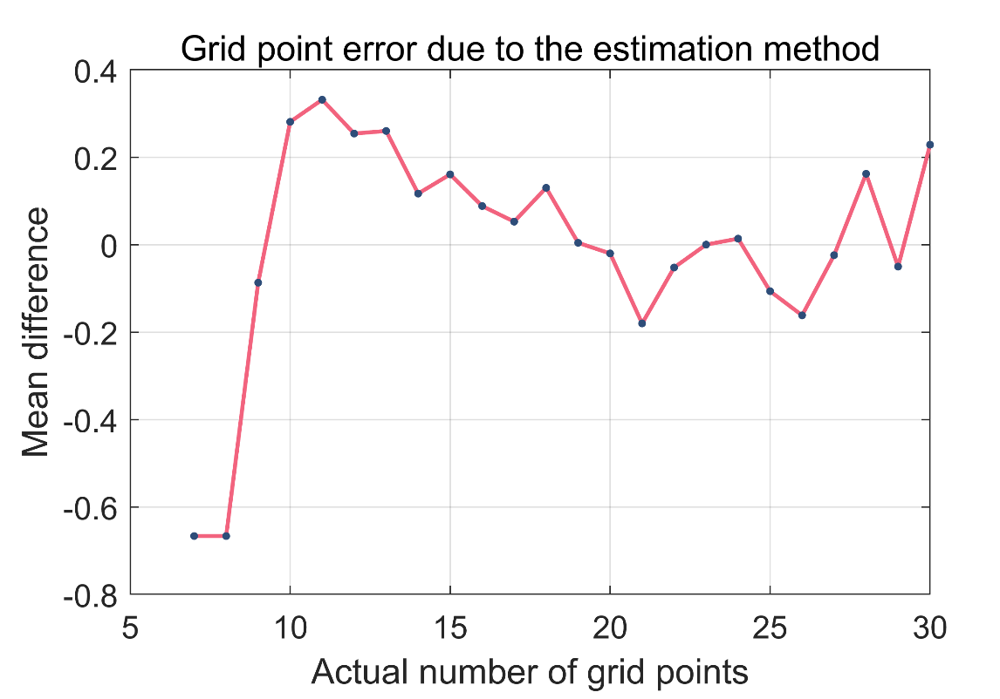 Grid point error due to the estimation method
0.4
0.2
0
-0.2
-0.4
-0.6
-0.8
Mean difference
5 10 15 20 25 30
Actual number of grid points